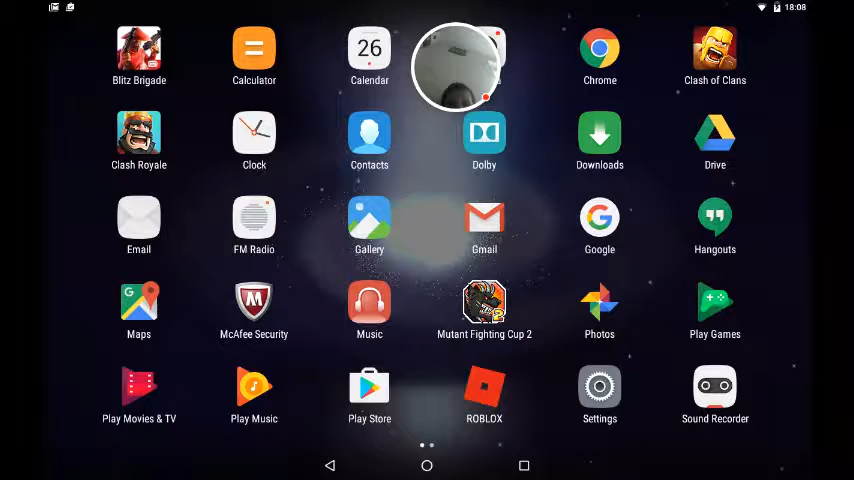 18:08
26
Blitz Brigade
Calculator
Calendar
Chrome
Clash of Clans
Clash Royale
Clock
Contacts
Dolby
Downloads
Drive
Email
FM Radio
Gallery
Gmail
Google
Hangouts
Maps
McAfee Security
Music
Mutant Fighting Cup 2
Photos
Play Games
Play Movies & TV
Play Music
Play Store
ROBLOX
Settings
Sound Recorder